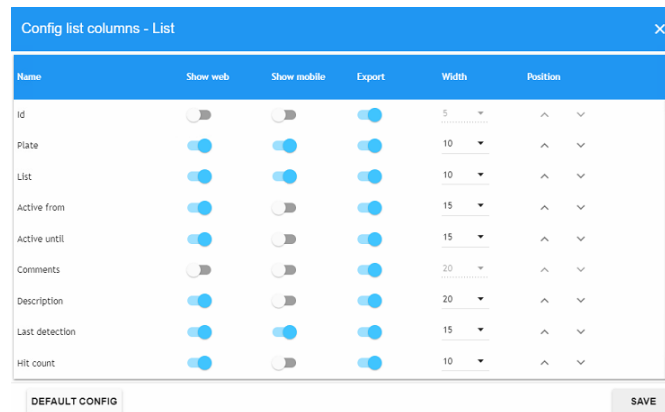 Config list columns - List
Name Show web Show mobile Export Width Position
Id 5
Plate 10
List 10
Active from 15
Active until 15
Comments 20
Description 20
Last detection 15
Hit count 10
DEFAULT CONFIG SAVE